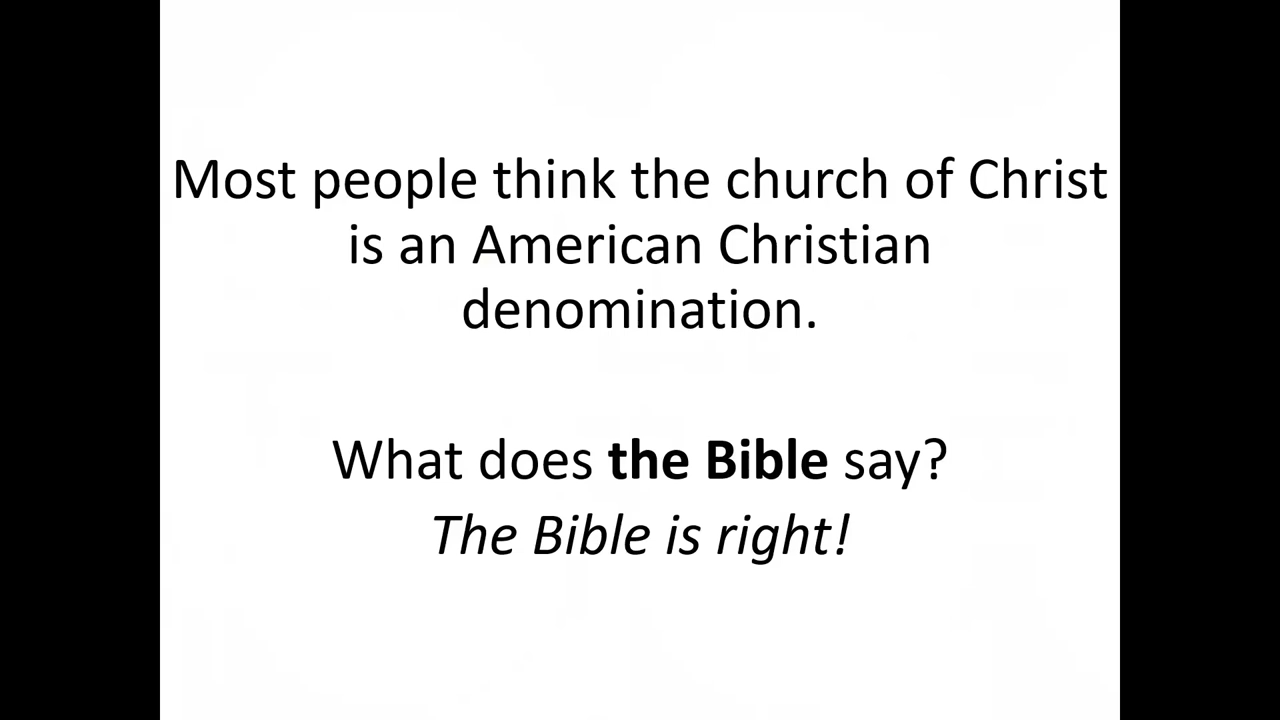 Most people think the church of Christ
is an American Christian
denomination.
What does the Bible say?
The Bible is right!